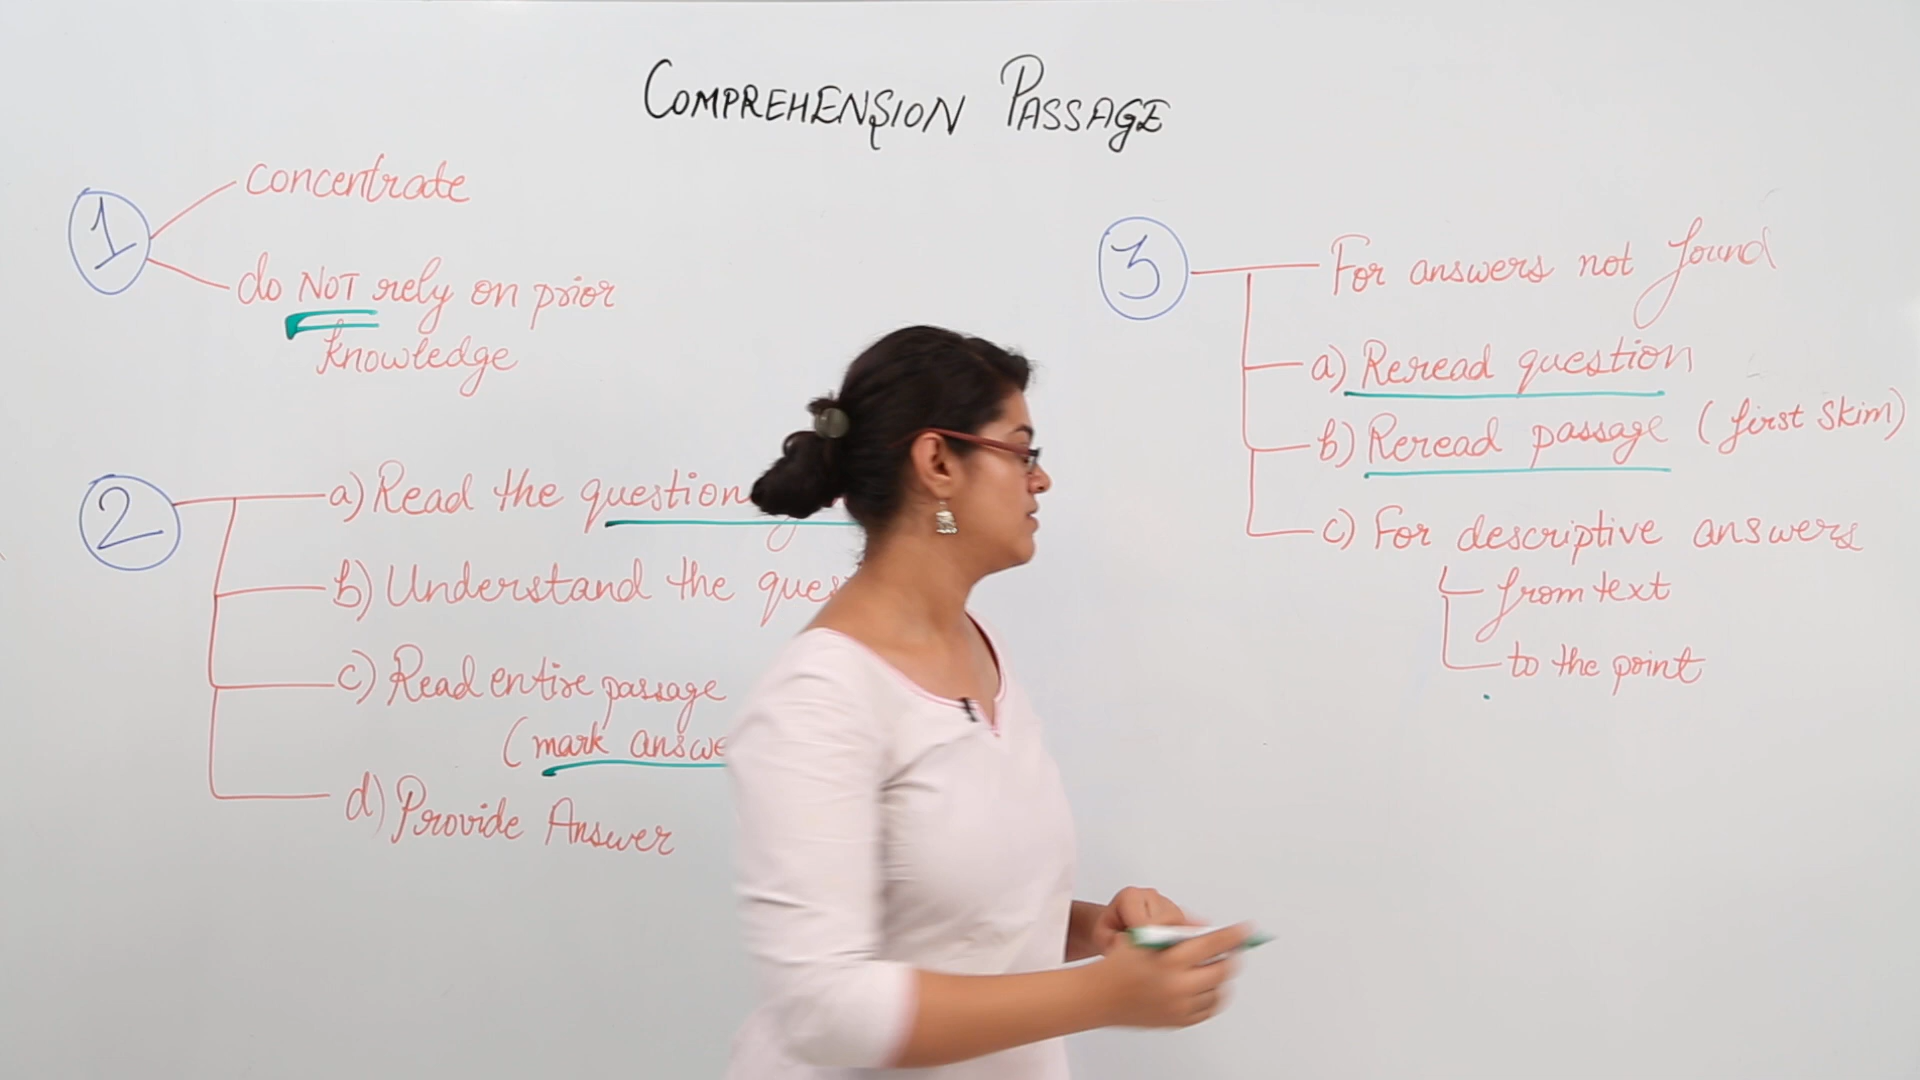 COMPREHENSION PASSAGE
1
concentrate
do NOT rely on prior
knowledge
2
a) Read the question
b) Understand the
c) Read entire passage
(mark
d) Provide Answer
3
For answers not found
a) Reread question
b) Reread passage (first skim)
c) For descriptive answers
from text
to the point